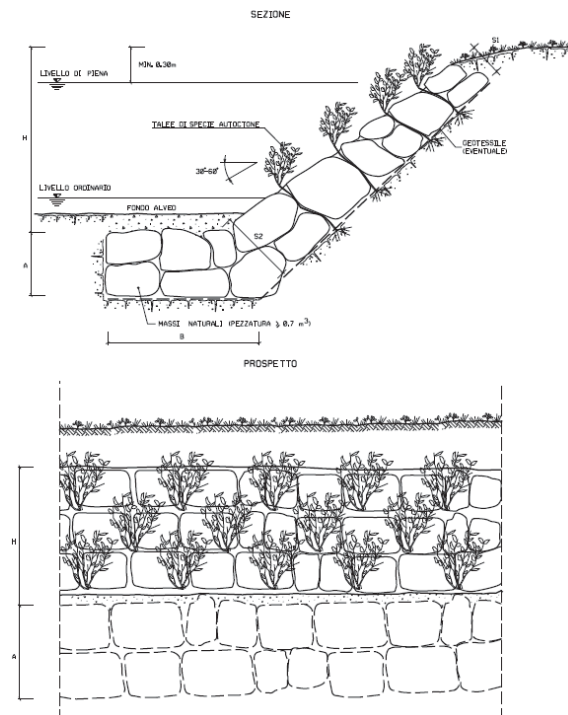 SEZIONE
S1
MIN. 0.30m
LIVELLO DI PIENA
H
TALEE DI SPECIE AUTOCTONE
GEOTESSILE
(EVENTUALE)
30°-60°
LIVELLO ORDINARIO
FONDO ALVEO
S2
A
MASSI NATURALI (PEZZATURA ≥ 0,7 m³)
B
PROSPETTO
H
A